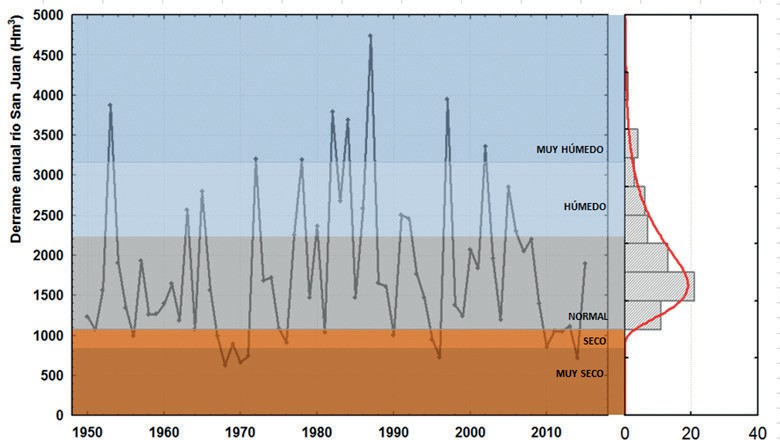 Derrame anual río San Juan (Hm³)
5000
4500
4000
3500
3000
2500
2000
1500
1000
500
0
MUY HÚMEDO
HÚMEDO
NORMAL
SECO
MUY SECO
1950 1960 1970 1980 1990 2000 2010
0 20 40